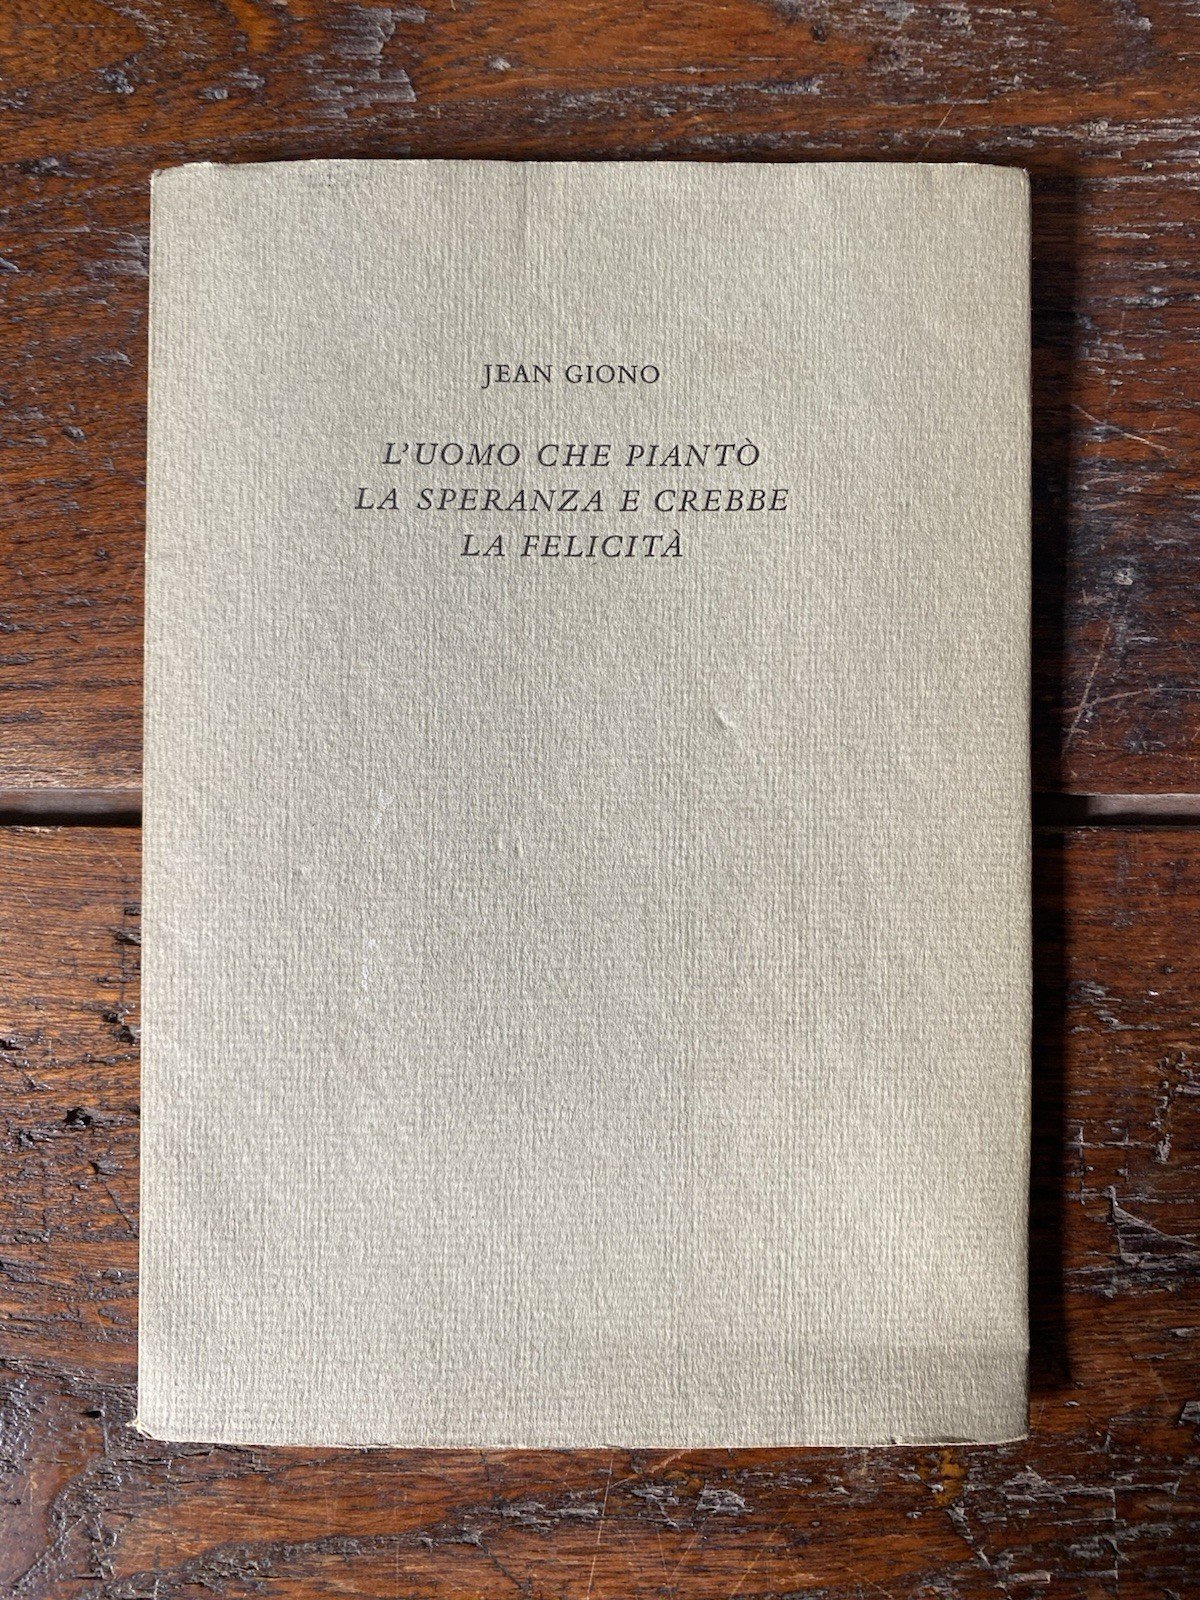 JEAN GIONO
L’UOMO CHE PIANTÒ
LA SPERANZA E CREBBE
LA FELICITÀ